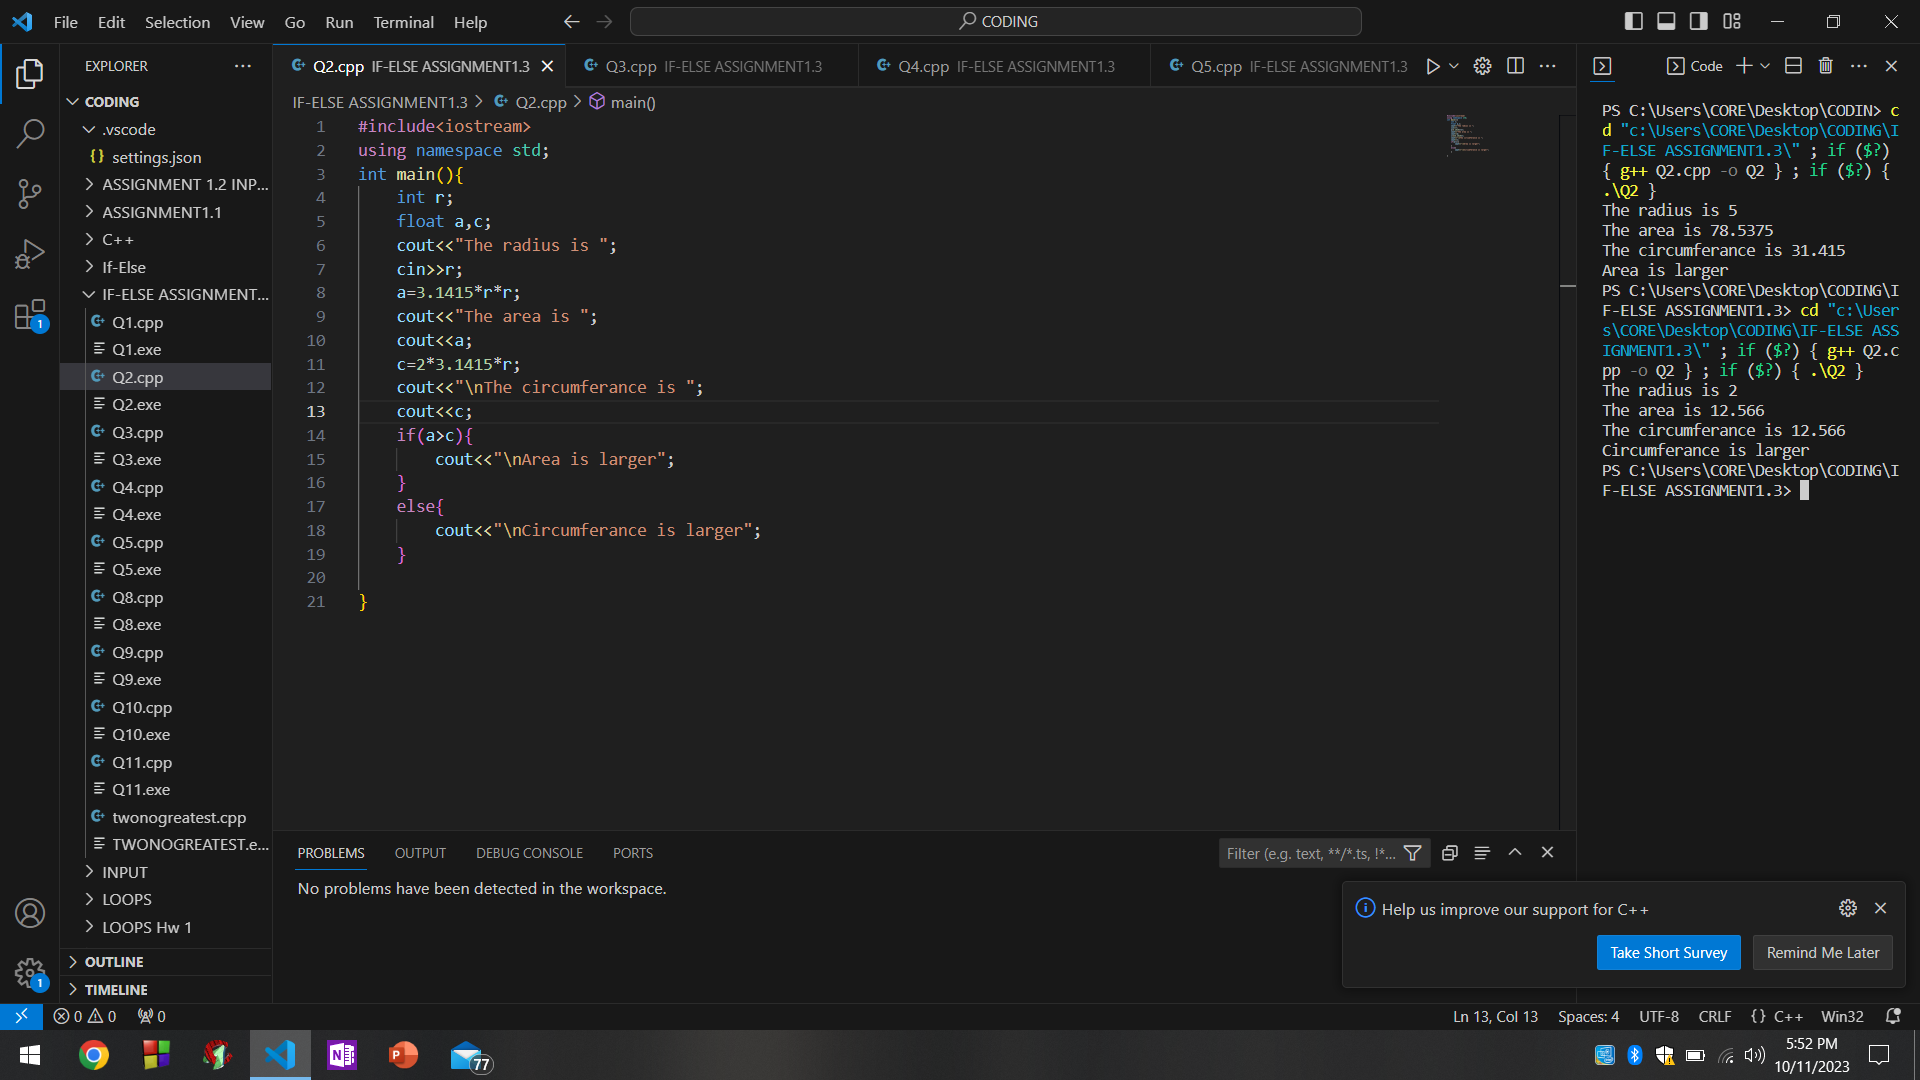 File Edit Selection View Go Run Terminal Help
CODING
EXPLORER
CODING
.vscode
settings.json
ASSIGNMENT 1.2 INP...
ASSIGNMENT1.1
C++
If-Else
IF-ELSE ASSIGNMENT...
Q1.cpp
Q1.exe
Q2.cpp
Q2.exe
Q3.cpp
Q3.exe
Q4.cpp
Q4.exe
Q5.cpp
Q5.exe
Q8.cpp
Q8.exe
Q9.cpp
Q9.exe
Q10.cpp
Q10.exe
Q11.cpp
Q11.exe
twonogreatest.cpp
TWONOGREATEST.e...
INPUT
LOOPS
LOOPS Hw 1
OUTLINE
TIMELINE
Q2.cpp IF-ELSE ASSIGNMENT1.3
Q3.cpp IF-ELSE ASSIGNMENT1.3
Q4.cpp IF-ELSE ASSIGNMENT1.3
Q5.cpp IF-ELSE ASSIGNMENT1.3
IF-ELSE ASSIGNMENT1.3 > Q2.cpp > main()
1 #include<iostream>
2 using namespace std;
3 int main(){
4 int r;
5 float a,c;
6 cout<<"The radius is ";
7 cin>>r;
8 a=3.1415*r*r;
9 cout<<"The area is ";
10 cout<<a;
11 c=2*3.1415*r;
12 cout<<"\nThe circumferance is ";
13 cout<<c;
14 if(a>c){
15 cout<<"\nArea is larger";
16 }
17 else{
18 cout<<"\nCircumferance is larger";
19 }
20
21 }
PROBLEMS OUTPUT DEBUG CONSOLE PORTS
Filter (e.g. text, **/*.ts, !*...
No problems have been detected in the workspace.
Code
PS C:\Users\CORE\Desktop\CODIN> c
d "c:\Users\CORE\Desktop\CODING\I
F-ELSE ASSIGNMENT1.3\" ; if ($?)
{ g++ Q2.cpp -o Q2 } ; if ($?) {
.\Q2 }
The radius is 5
The area is 78.5375
The circumferance is 31.415
Area is larger
PS C:\Users\CORE\Desktop\CODING\I
F-ELSE ASSIGNMENT1.3> cd "c:\User
s\CORE\Desktop\CODING\IF-ELSE ASS
IGNMENT1.3\" ; if ($?) { g++ Q2.c
pp -o Q2 } ; if ($?) { .\Q2 }
The radius is 2
The area is 12.566
The circumferance is 12.566
Circumferance is larger
PS C:\Users\CORE\Desktop\CODING\I
F-ELSE ASSIGNMENT1.3>
Help us improve our support for C++
Take Short Survey
Remind Me Later
1
1
0 0 0
Ln 13, Col 13 Spaces: 4 UTF-8 CRLF {} C++ Win32
77
5:52 PM
10/11/2023